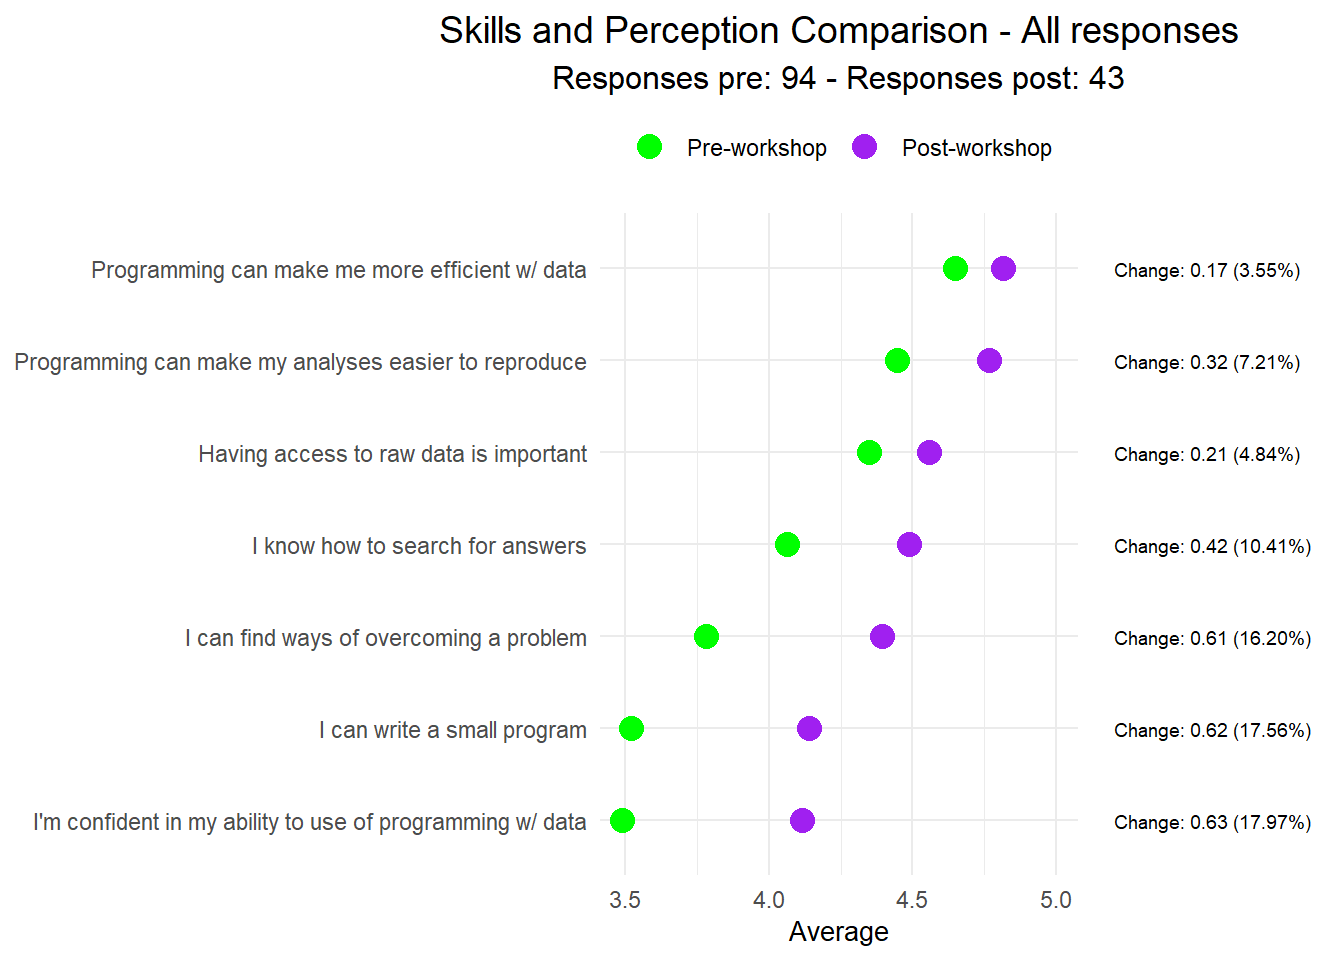 Skills and Perception Comparison - All responses
Responses pre: 94 - Responses post: 43
Pre-workshop Post-workshop
Programming can make me more efficient w/ data Change: 0.17 (3.55%)
Programming can make my analyses easier to reproduce Change: 0.32 (7.21%)
Having access to raw data is important Change: 0.21 (4.84%)
I know how to search for answers Change: 0.42 (10.41%)
I can find ways of overcoming a problem Change: 0.61 (16.20%)
I can write a small program Change: 0.62 (17.56%)
I'm confident in my ability to use of programming w/ data Change: 0.63 (17.97%)
3.5 4.0 4.5 5.0
Average